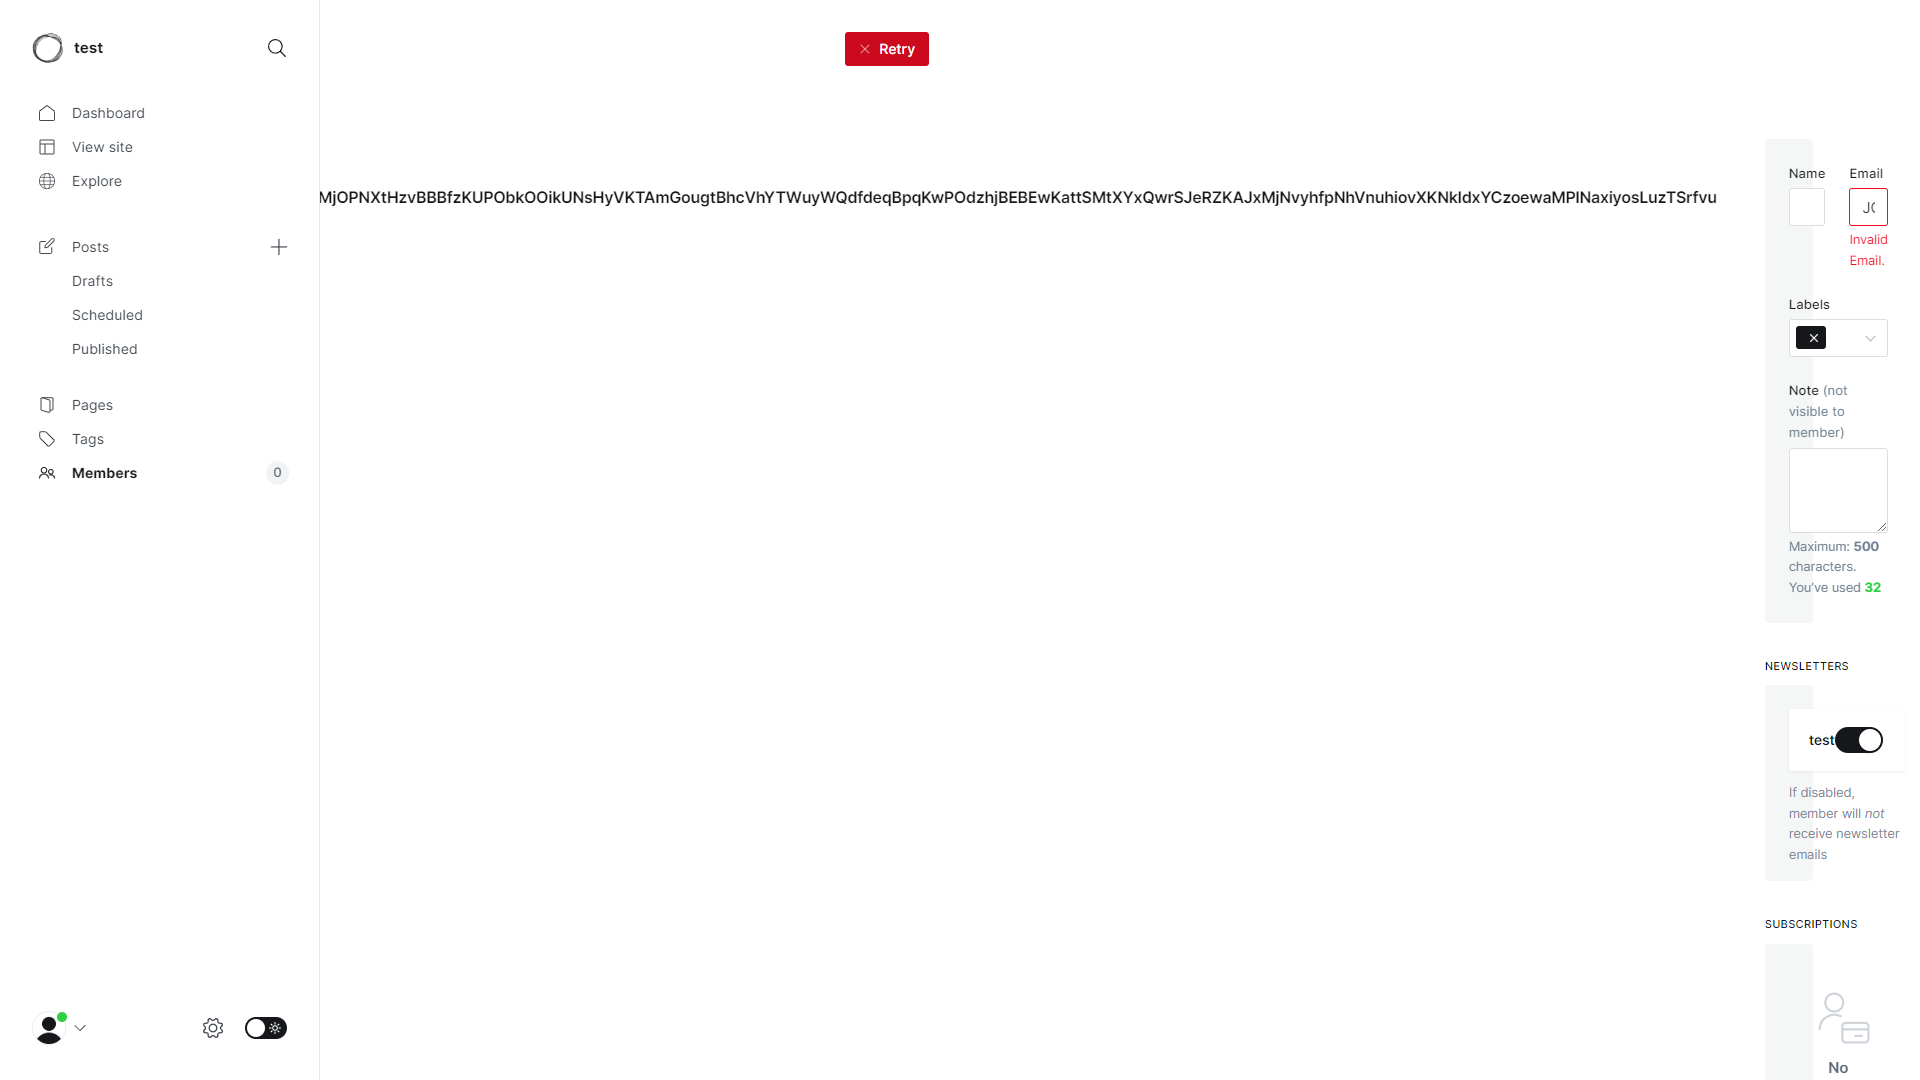 test
Retry
Dashboard
View site
Explore
MjOPNXtHzvBBBfzKUPObkOOikUNsHyVKTAmGougtBhcVhYTWuyWQdfdeqBpqKwPOdzhjBEBEwKattSMtXYxQwrSJeRZKAJxMjNvyhfpNhVnuhiovXKNkIdxYCzoewaMPINaxiyosLuzTSrfvu
Posts
Drafts
Scheduled
Published
Pages
Tags
Members 0
Name Email
Invalid
Email.
Labels
Note (not
visible to
member)
Maximum: 500
characters.
You've used 32
NEWSLETTERS
test
If disabled,
member will not
receive newsletter
emails
SUBSCRIPTIONS
No